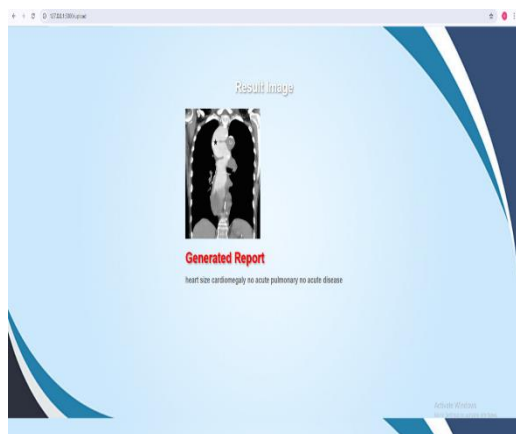 Result Image
Generated Report
heart size cardiomegaly no acute pulmonary no acute disease
Activate Windows